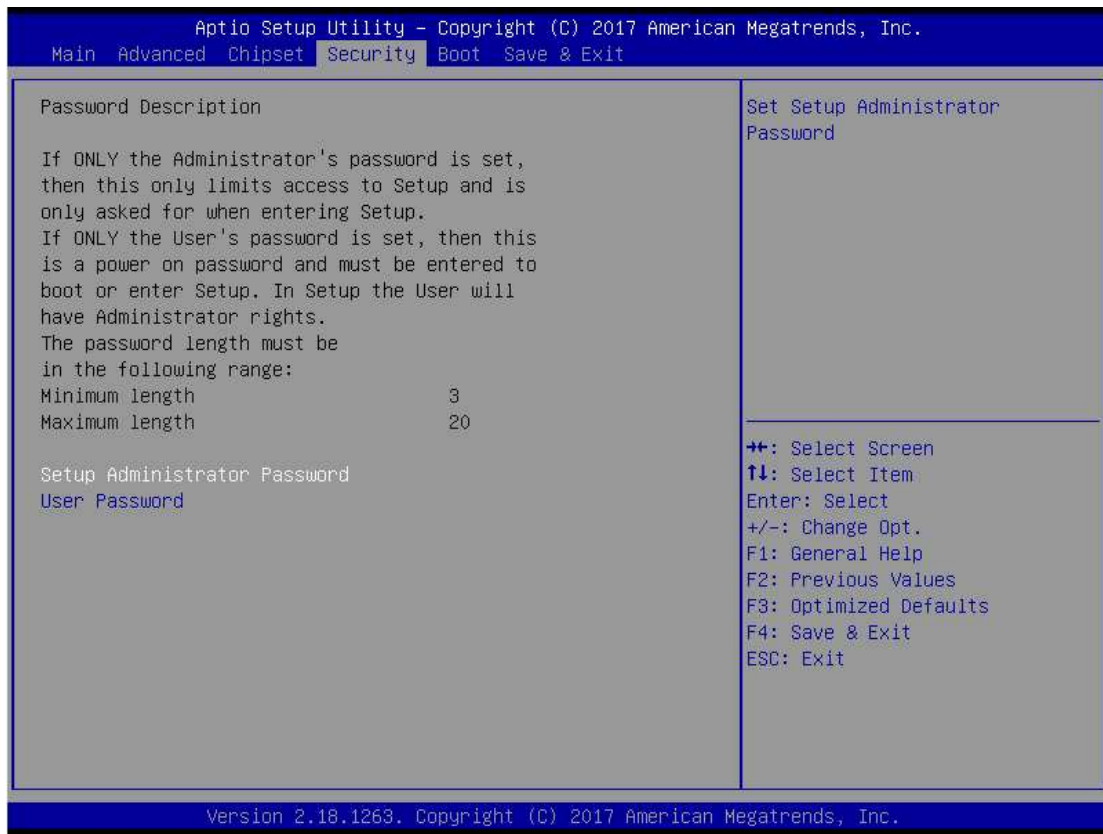 Aptio Setup Utility – Copyright (C) 2017 American Megatrends, Inc.
Main Advanced Chipset Security Boot Save & Exit
Password Description
If ONLY the Administrator's password is set,
then this only limits access to Setup and is
only asked for when entering Setup.
If ONLY the User's password is set, then this
is a power on password and must be entered to
boot or enter Setup. In Setup the User will
have Administrator rights.
The password length must be
in the following range:
Minimum length 3
Maximum length 20
Setup Administrator Password
User Password
Set Setup Administrator
Password
→←: Select Screen
↑↓: Select Item
Enter: Select
+/-: Change Opt.
F1: General Help
F2: Previous Values
F3: Optimized Defaults
F4: Save & Exit
ESC: Exit
Version 2.18.1263. Copyright (C) 2017 American Megatrends, Inc.